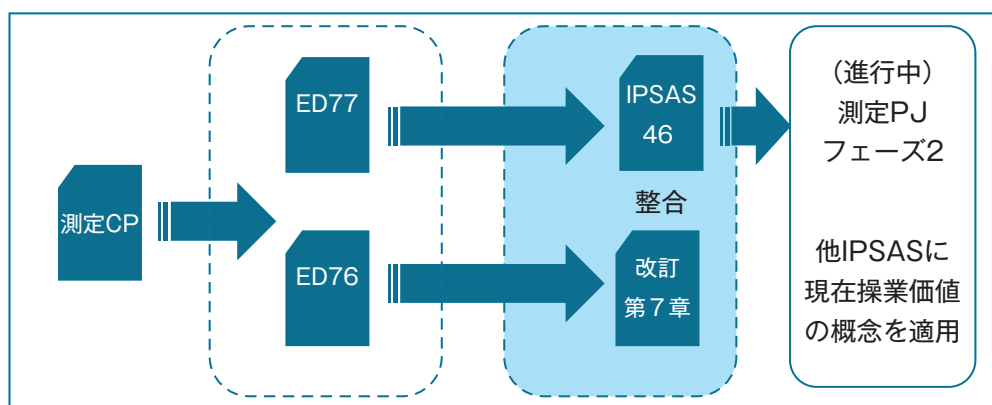 測定CP
ED77
ED76
IPSAS
46
整合
改訂
第7章
（進行中）
測定PJ
フェーズ2
他IPSASに
現在操業価値
の概念を適用